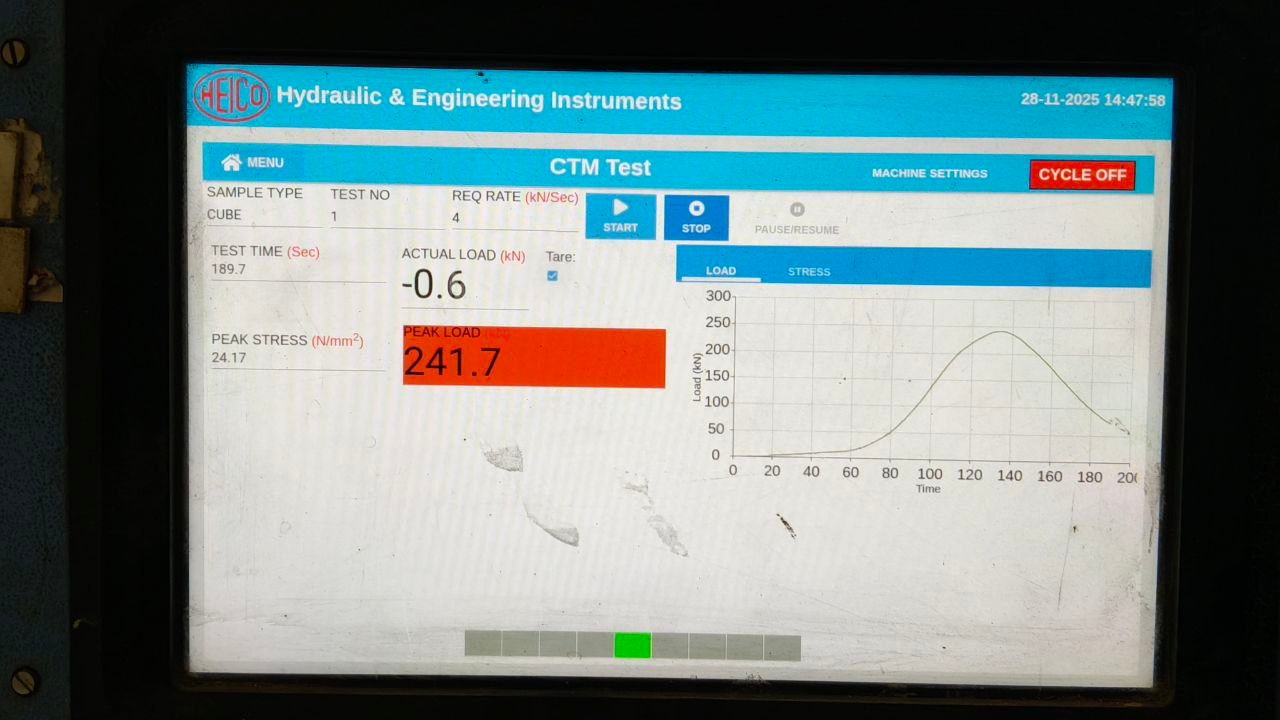 HEICO Hydraulic & Engineering Instruments 28-11-2025 14:47:58
MENU CTM Test MACHINE SETTINGS CYCLE OFF
SAMPLE TYPE TEST NO REQ RATE (kN/Sec)
CUBE 1 4
START STOP PAUSE/RESUME
TEST TIME (Sec) ACTUAL LOAD (kN) Tare:
189.7 -0.6
LOAD STRESS
PEAK STRESS (N/mm²) PEAK LOAD (kN)
24.17 241.7
300
250
200
150
100
50
0
Load (kN)
0 20 40 60 80 100 120 140 160 180 200
Time